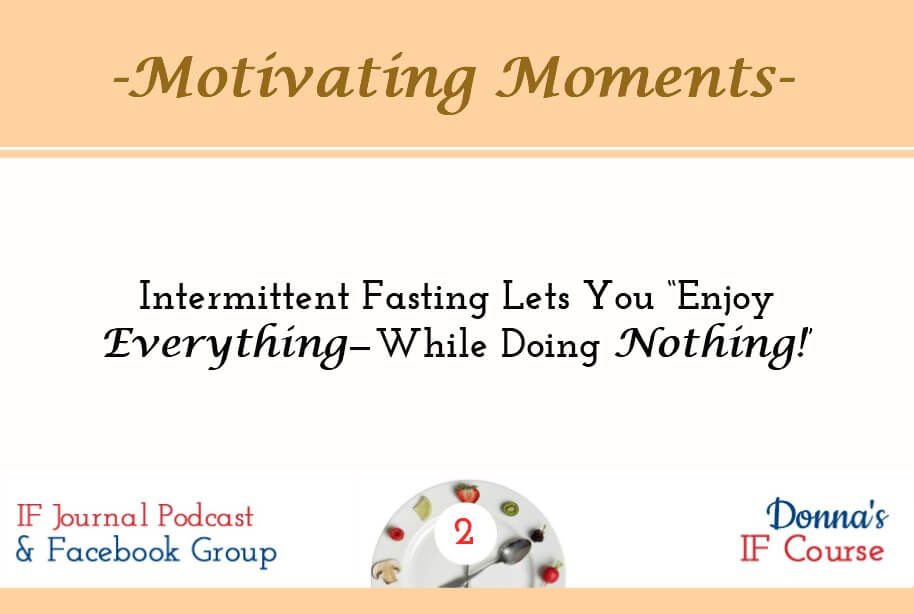 -Motivating Moments-
Intermittent Fasting Lets You “Enjoy
Everything–While Doing Nothing!”
IF Journal Podcast
& Facebook Group
2
Donna's
IF Course